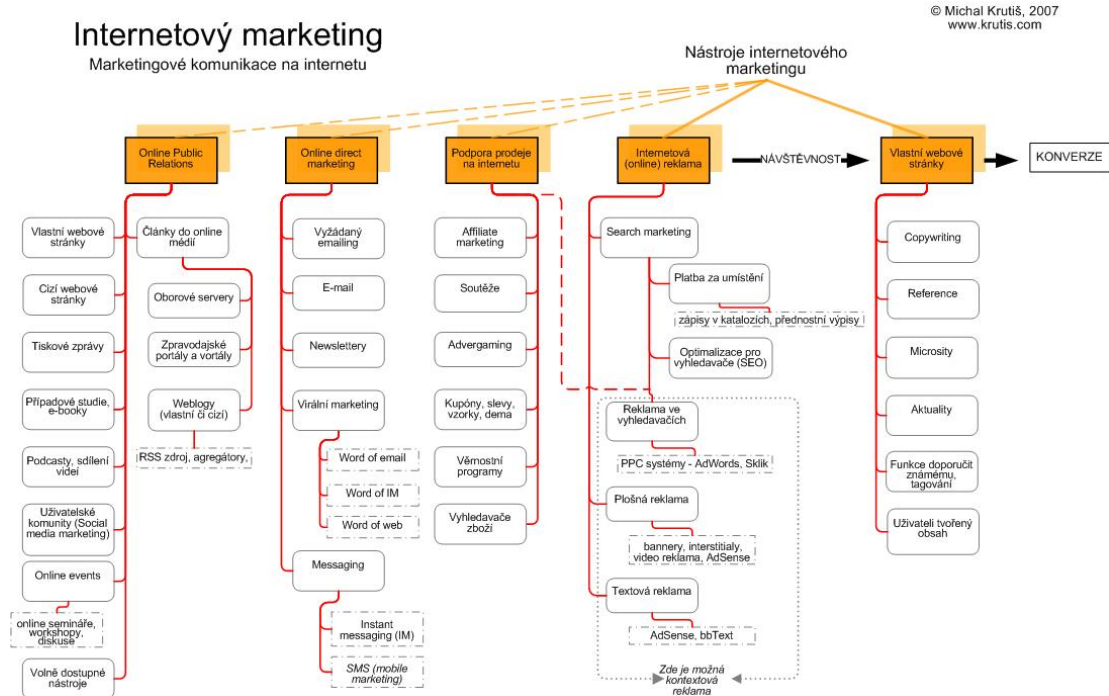 © Michal Krutiš, 2007
www.krutis.com
Internetový marketing
Marketingové komunikace na internetu
Nástroje internetového
marketingu
Online Public
Relations
Online direct
marketing
Podpora prodeje
na internetu
Internetová
(online) reklama
NÁVŠTĚVNOST
Vlastní webové
stránky
KONVERZE
Vlastní webové
stránky
Cizí webové
stránky
Tiskové zprávy
Případové studie,
e-booky
Podcasty, sdílení
videí
Uživatelské
komunity (Social
media marketing)
Online events
online semináře,
workshopy,
diskuse
Volně dostupné
nástroje
Články do online
médií
Oborové servery
Zpravodajské
portály a vortály
Weblogy
(vlastní či cizí)
RSS zdroj, agregátory,
Vyžádaný
emailing
E-mail
Newslettery
Virální marketing
Word of email
Word of IM
Word of web
Messaging
Instant
messaging (IM)
SMS (mobile
marketing)
Affiliate
marketing
Soutěže
Advergaming
Kupóny, slevy,
vzorky, dema
Věrnostní
programy
Vyhledavače
zboží
Search marketing
Platba za umístění
zápisy v katalozích, přednostní výpisy
Optimalizace pro
vyhledavače (SEO)
Reklama ve
vyhledavačích
PPC systémy - AdWords, Sklik
Plošná reklama
bannery, interstitialy,
video reklama, AdSense
Textová reklama
AdSense, bbText
Zde je možná
kontextová
reklama
Copywriting
Reference
Microsity
Aktuality
Funkce doporučit
známému,
tagování
Uživateli tvořený
obsah